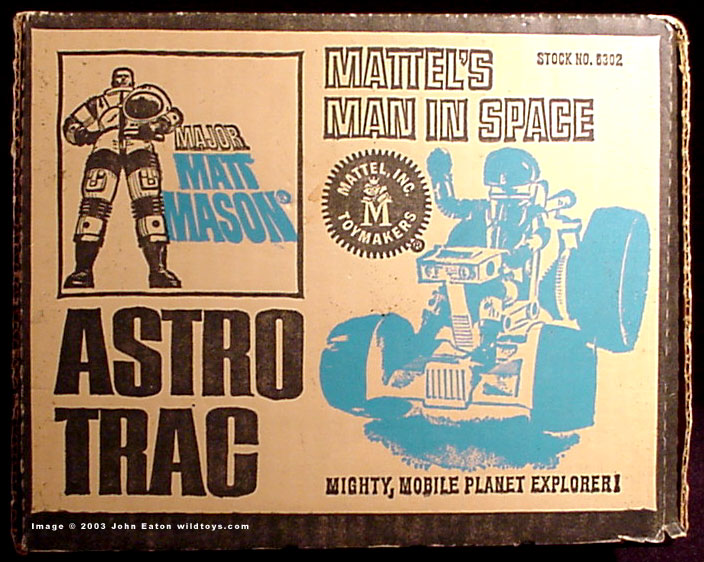 MAJOR
MATT
MASON®
MATTEL'S
MAN IN SPACE
STOCK NO. 6302
MATTEL, INC.
M
TOYMAKERS
®
ASTRO
TRAC
MIGHTY, MOBILE PLANET EXPLORER!
Image © 2003 John Eaton wildtoys.com